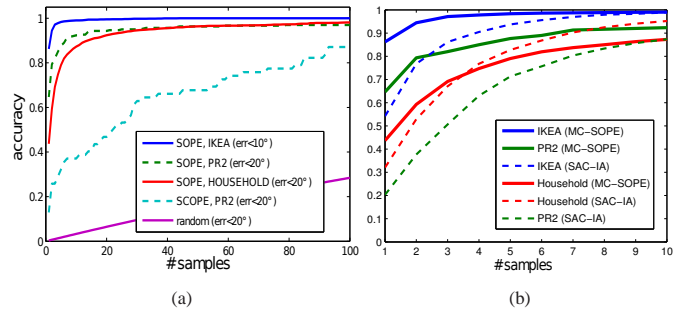 accuracy
1
0.8
0.6
0.4
0.2
0
0
20
40
60
80
100
# samples
SOPE, IKEA (err<10°)
SOPE, PR2 (err<20°)
SOPE, HOUSEHOLD (err<20°)
SCOPE, PR2 (err<20°)
random (err<20°)
(a)
1
0.9
0.8
0.7
0.6
0.5
0.4
0.3
0.2
0.1
0
1
2
3
4
5
6
7
8
9
10
# samples
IKEA (MC−SOPE)
PR2 (MC−SOPE)
IKEA (SAC−IA)
Household (MC−SOPE)
Household (SAC−IA)
PR2 (SAC−IA)
(b)